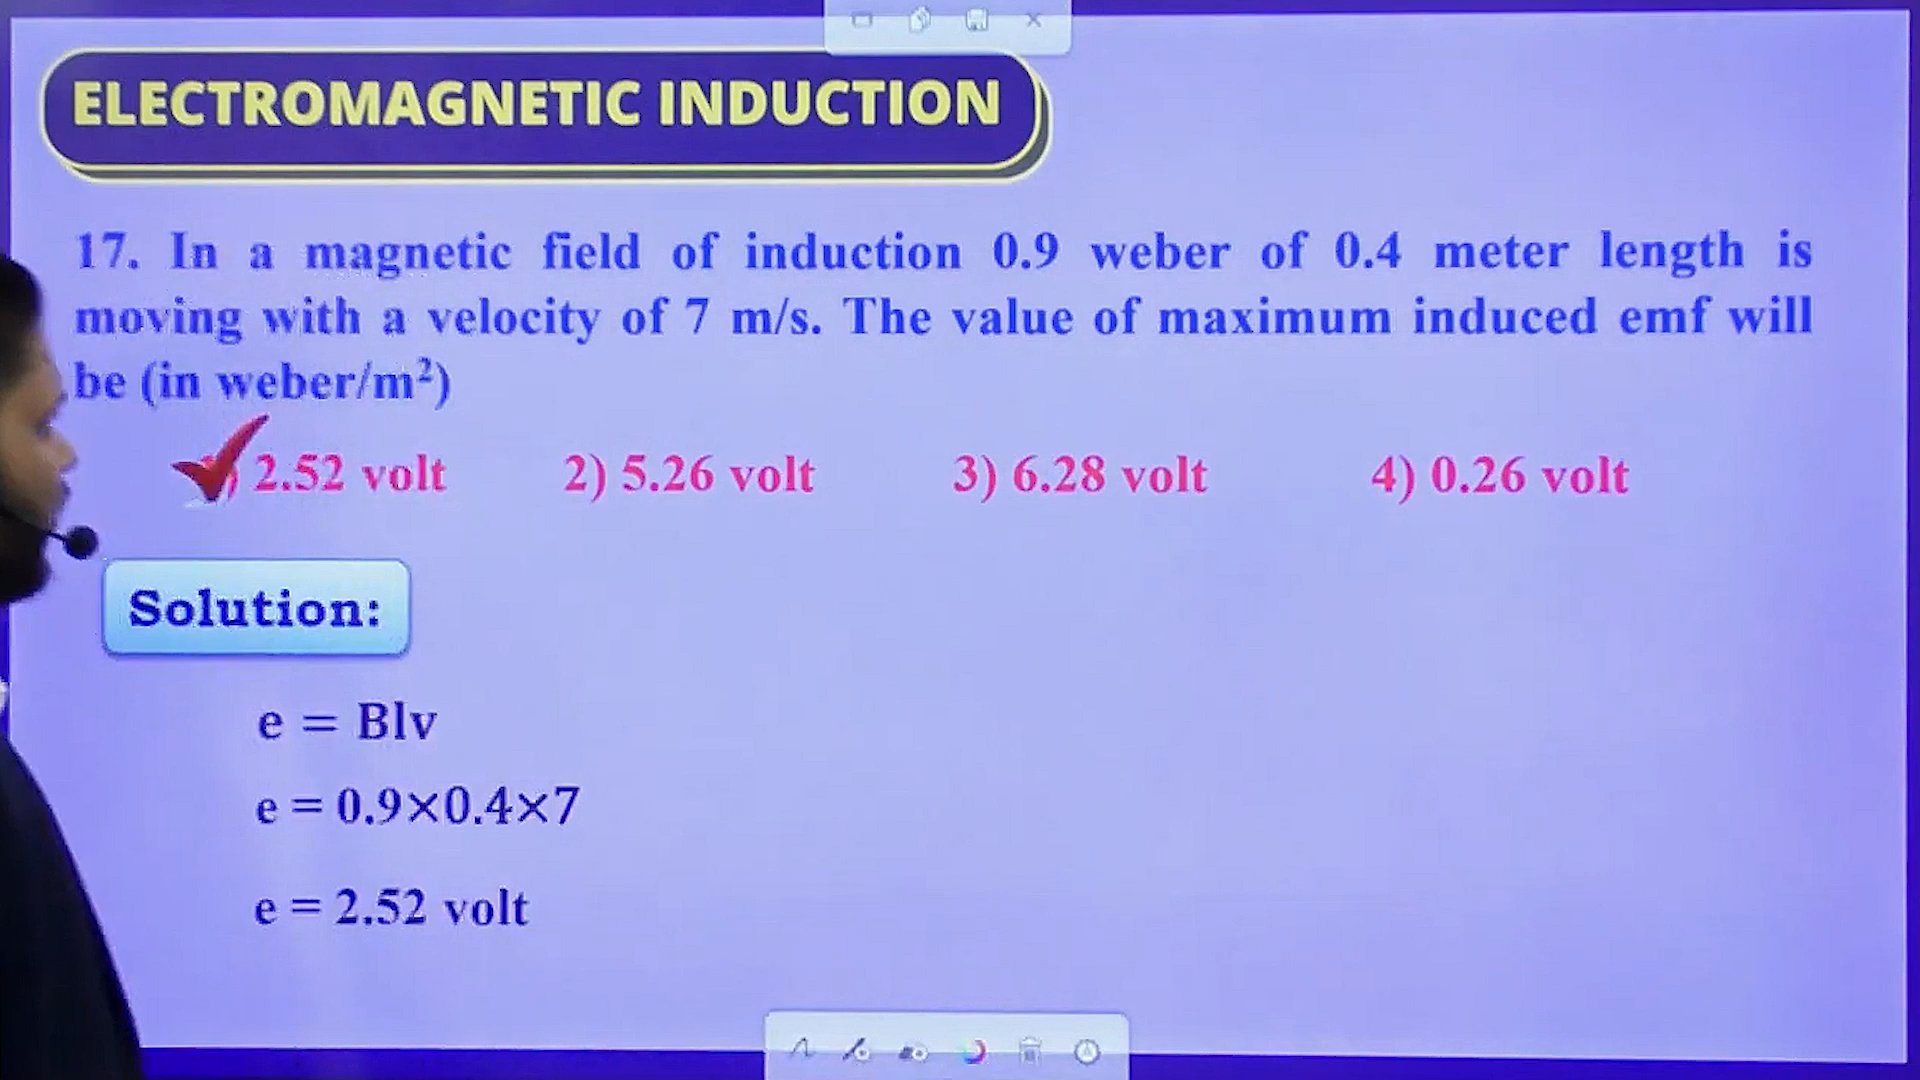 ELECTROMAGNETIC INDUCTION
17. In a magnetic field of induction 0.9 weber of 0.4 meter length is
moving with a velocity of 7 m/s. The value of maximum induced emf will
be (in weber/m²)
) 2.52 volt 2) 5.26 volt 3) 6.28 volt 4) 0.26 volt
Solution:
e = Blv
e = 0.9×0.4×7
e = 2.52 volt